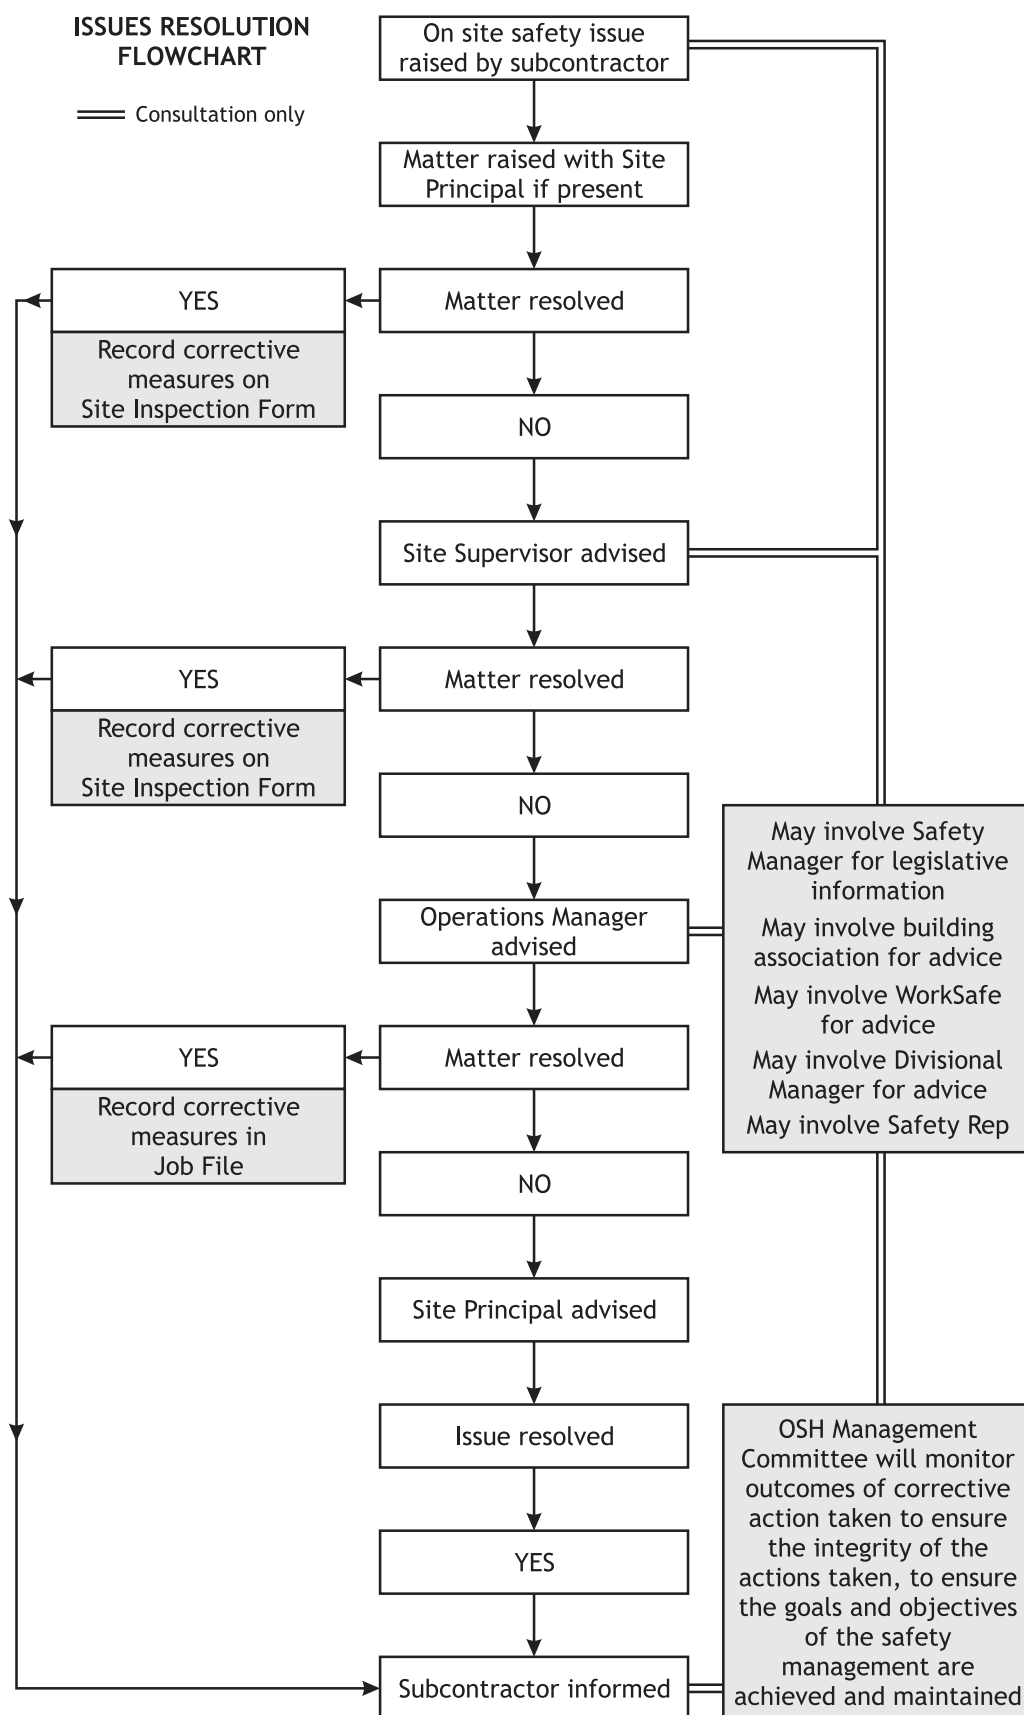 ISSUES RESOLUTION
FLOWCHART
Consultation only
On site safety issue
raised by subcontractor
Matter raised with Site
Principal if present
Matter resolved
YES
Record corrective
measures on
Site Inspection Form
NO
Site Supervisor advised
Matter resolved
YES
Record corrective
measures on
Site Inspection Form
NO
Operations Manager
advised
May involve Safety
Manager for legislative
information
May involve building
association for advice
May involve WorkSafe
for advice
May involve Divisional
Manager for advice
May involve Safety Rep
Matter resolved
YES
Record corrective
measures in
Job File
NO
Site Principal advised
Issue resolved
YES
Subcontractor informed
OSH Management
Committee will monitor
outcomes of corrective
action taken to ensure
the integrity of the
actions taken, to ensure
the goals and objectives
of the safety
management are
achieved and maintained